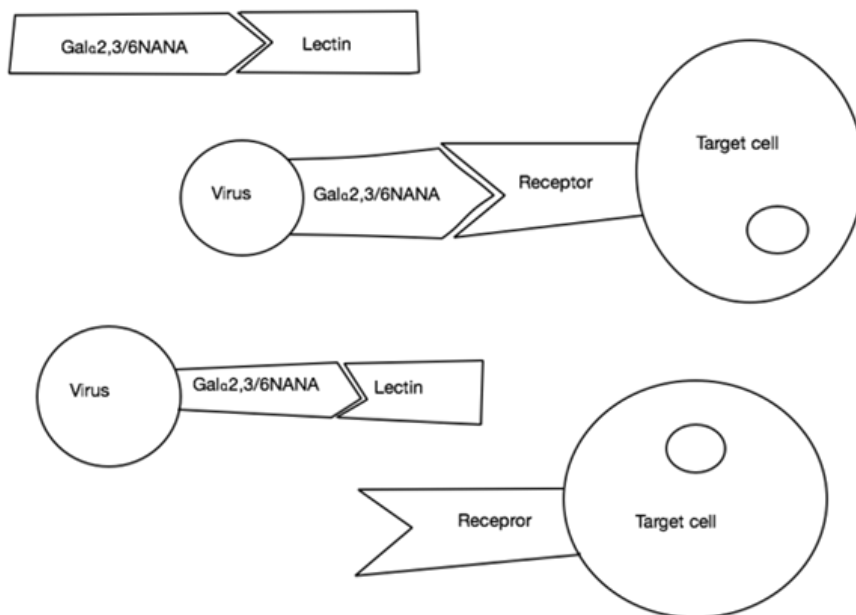 Galα2,3/6NANA
Lectin
Target cell
Virus
Galα2,3/6NANA
Receptor
Virus
Galα2,3/6NANA
Lectin
Recepror
Target cell